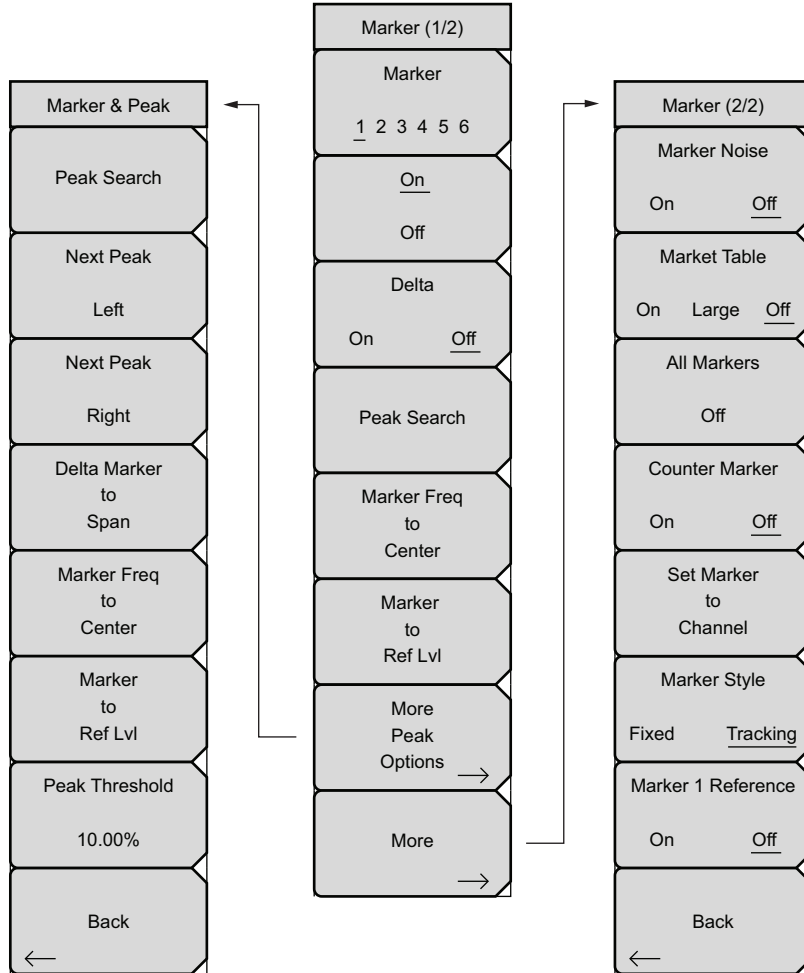 Marker (1/2)
Marker
1 2 3 4 5 6
On
Off
Delta
On Off
Peak Search
Marker Freq
to
Center
Marker
to
Ref Lvl
More
Peak
Options
More
Marker & Peak
Peak Search
Next Peak
Left
Next Peak
Right
Delta Marker
to
Span
Marker Freq
to
Center
Marker
to
Ref Lvl
Peak Threshold
10.00%
Back
Marker (2/2)
Marker Noise
On Off
Market Table
On Large Off
All Markers
Off
Counter Marker
On Off
Set Marker
to
Channel
Marker Style
Fixed Tracking
Marker 1 Reference
On Off
Back